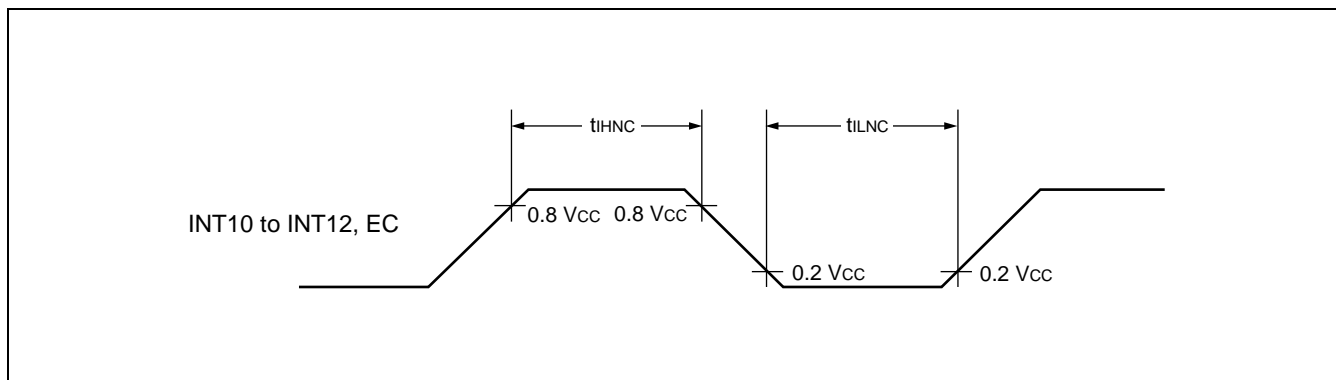 tIHNC
tILNC
INT10 to INT12, EC
0.8 VCC
0.8 VCC
0.2 VCC
0.2 VCC